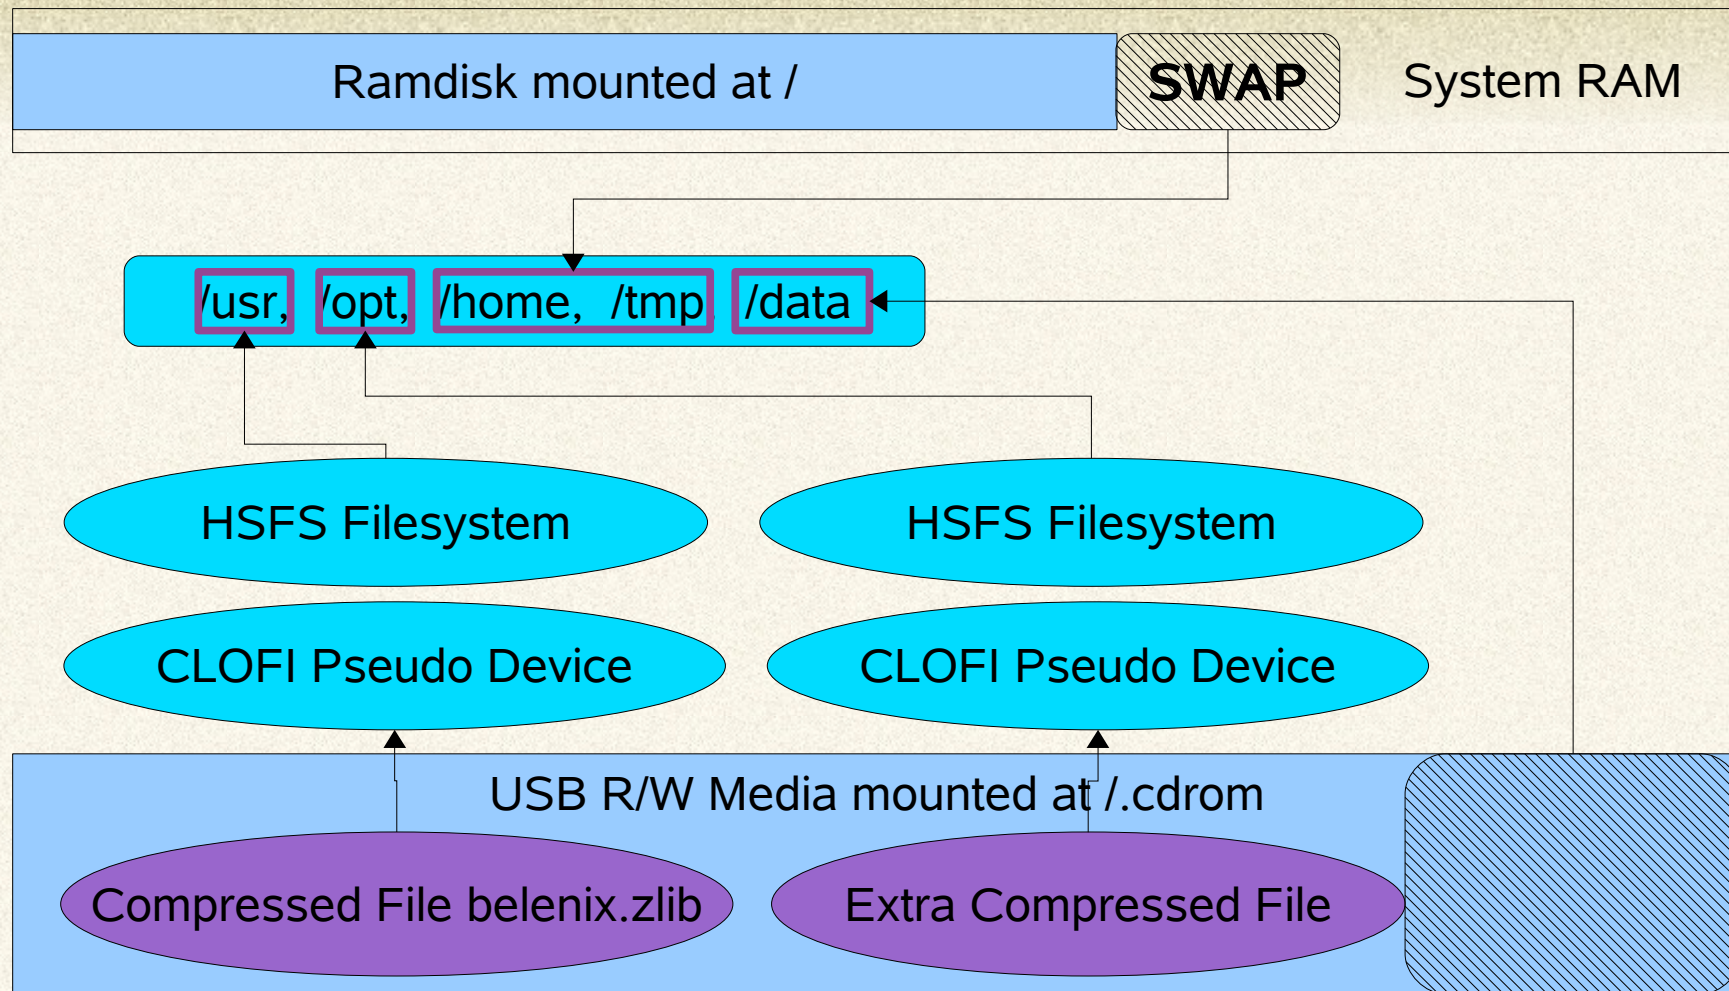 Ramdisk mounted at /
SWAP
System RAM
/usr, /opt, /home, /tmp, /data
HSFS Filesystem
HSFS Filesystem
CLOFI Pseudo Device
CLOFI Pseudo Device
USB R/W Media mounted at /.cdrom
Compressed File belenix.zlib
Extra Compressed File